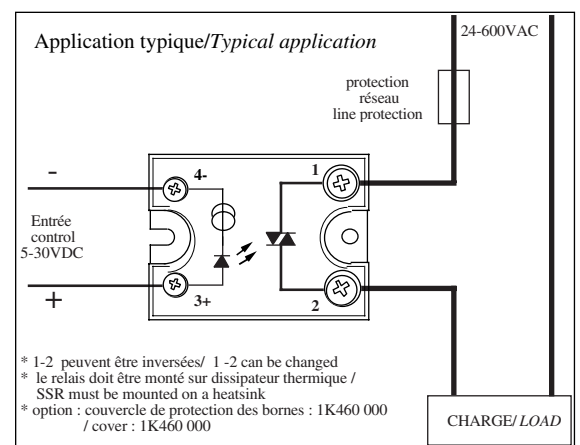 Application typique/Typical application
24-600VAC
protection
réseau
line protection
-
4-
1
Entrée
control
5-30VDC
+
3+
2
* 1-2 peuvent être inversées/ 1 -2 can be changed
* le relais doit être monté sur dissipateur thermique /
SSR must be mounted on a heatsink
* option : couvercle de protection des bornes : 1K460 000
/ cover : 1K460 000
CHARGE/LOAD